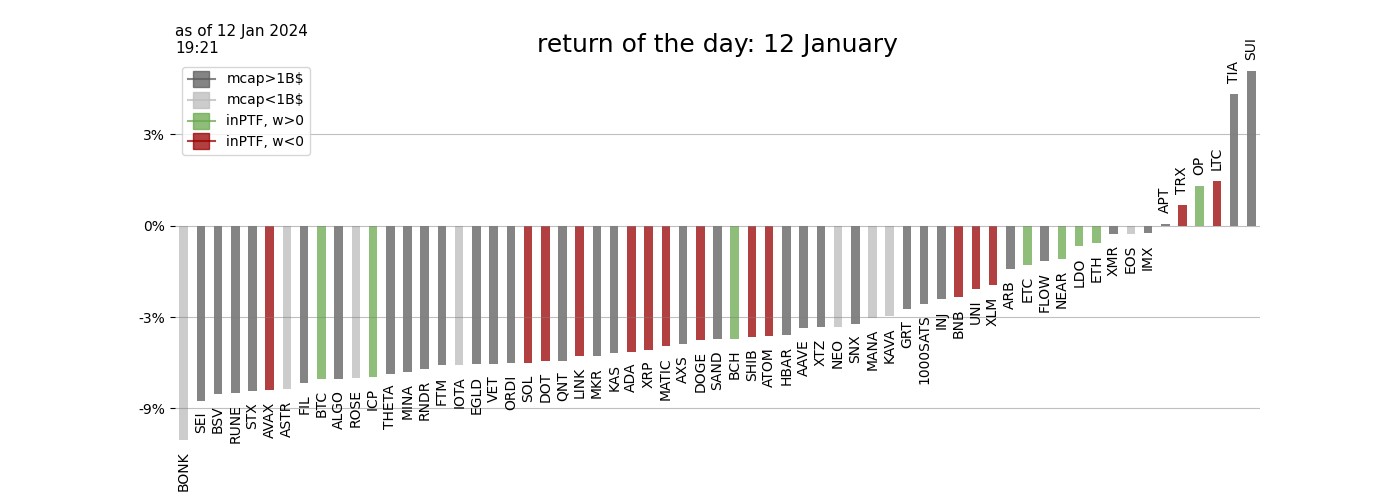 as of 12 Jan 2024
19:21
return of the day: 12 January
mcap>1B$
mcap<1B$
inPTF, w>0
inPTF, w<0
3%
0%
-3%
-9%
BONK
SEI
BSV
RUNE
STX
AVAX
ASTR
FIL
BTC
ALGO
ROSE
ICP
THETA
MINA
RNDR
FTM
IOTA
EGLD
VET
ORDI
SOL
DOT
QNT
LINK
MKR
KAS
ADA
XRP
MATIC
AXS
DOGE
SAND
BCH
SHIB
ATOM
HBAR
AAVE
XTZ
NEO
SNX
MANA
KAVA
GRT
1000SATS
INJ
BNB
UNI
XLM
ARB
ETC
FLOW
NEAR
LDO
ETH
XMR
EOS
IMX
APT
TRX
OP
LTC
TIA
SUI